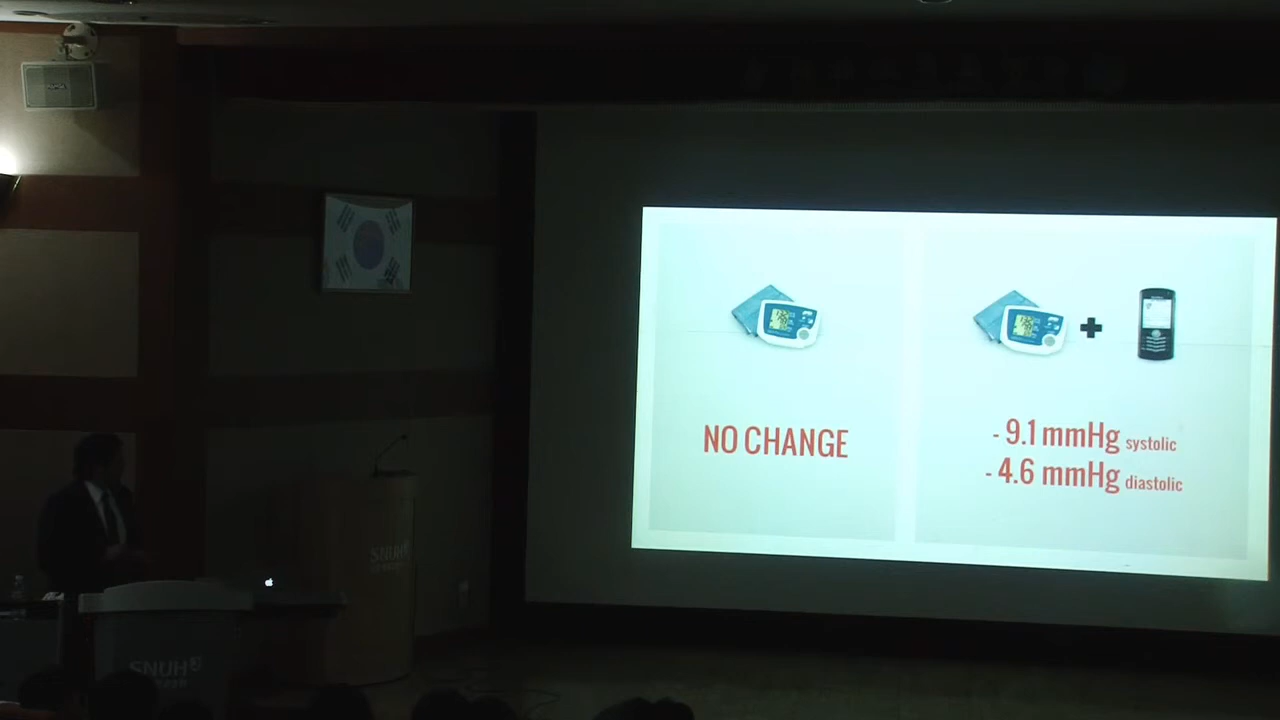 NO CHANGE
- 9.1 mmHg systolic
- 4.6 mmHg diastolic
SNUH
SNUH